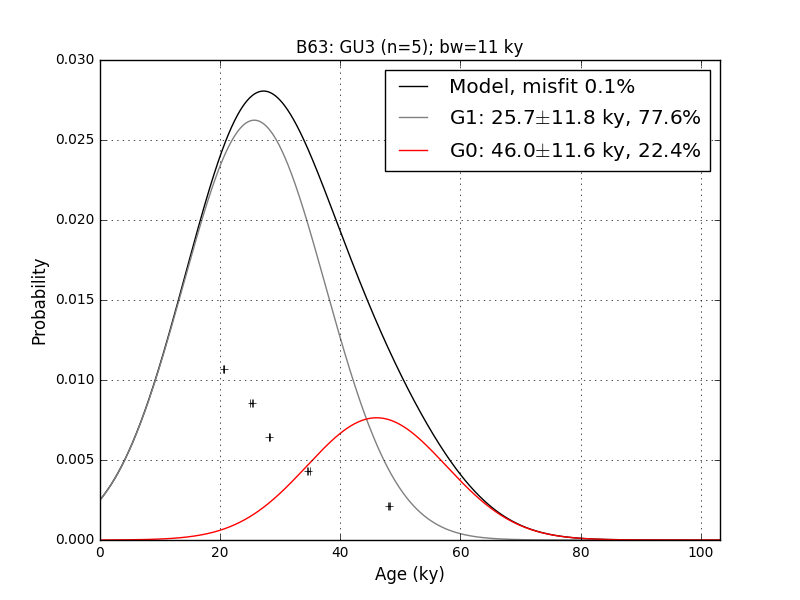 B63: GU3 (n=5); bw=11 ky
Model, misfit 0.1%
G1: 25.7±11.8 ky, 77.6%
G0: 46.0±11.6 ky, 22.4%
0.030
0.025
0.020
0.015
0.010
0.005
0.000
Probability
0 20 40 60 80 100
Age (ky)